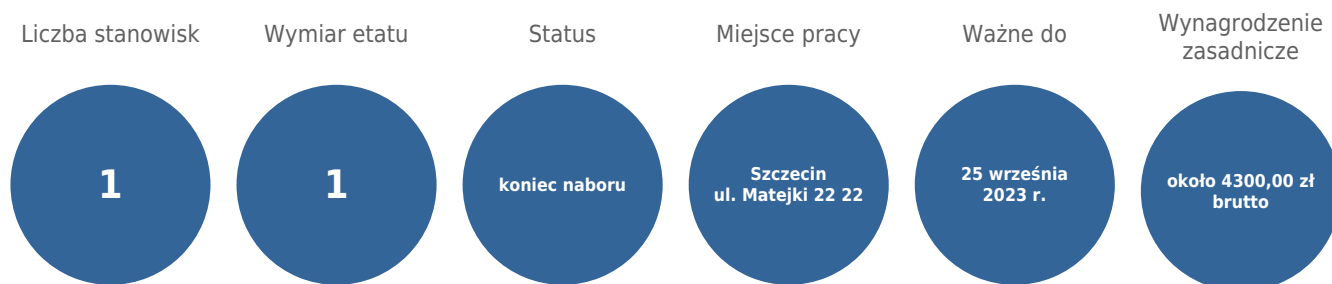 Liczba stanowisk
1
Wymiar etatu
1
Status
koniec naboru
Miejsce pracy
Szczecin
ul. Matejki 22 22
Ważne do
25 września
2023 r.
Wynagrodzenie
zasadnicze
około 4300,00 zł
brutto